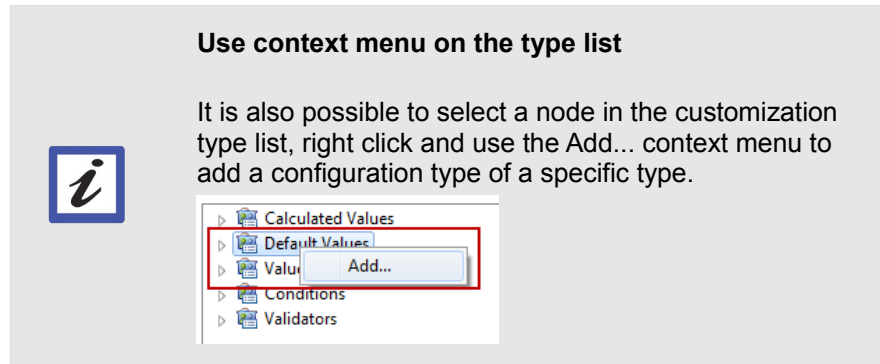 Use context menu on the type list
It is also possible to select a node in the customization
type list, right click and use the Add... context menu to
add a configuration type of a specific type.
i
Calculated Values
Default Values
Add...
Conditions
Validators